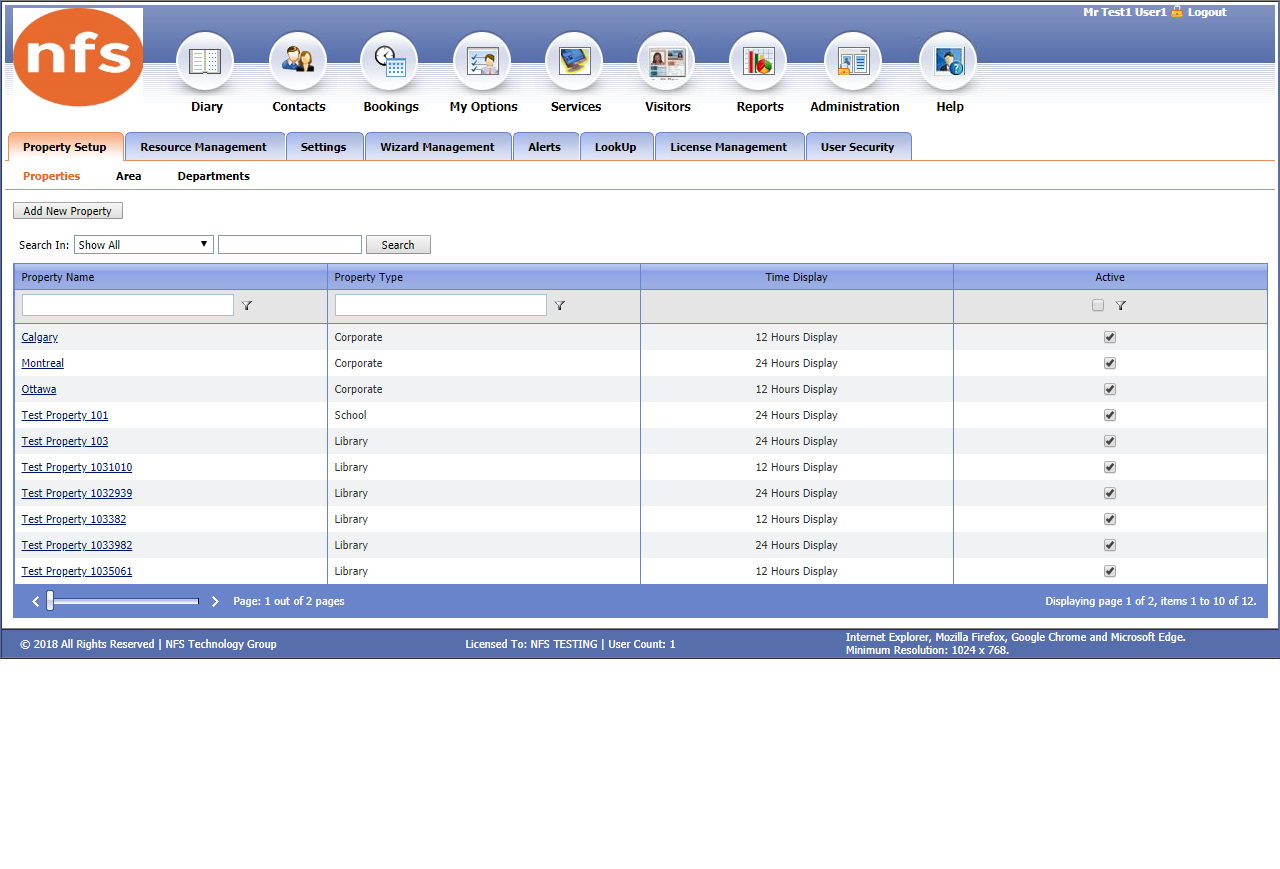 Mr Test1 User1 Logout
nfs
Diary Contacts Bookings My Options Services Visitors Reports Administration Help
Property Setup Resource Management Settings Wizard Management Alerts LookUp License Management User Security
Properties Area Departments
Add New Property
Search In: Show All Search
Property Name Property Type Time Display Active
Calgary Corporate 12 Hours Display
Montreal Corporate 24 Hours Display
Ottawa Corporate 12 Hours Display
Test Property 101 School 24 Hours Display
Test Property 103 Library 24 Hours Display
Test Property 1031010 Library 12 Hours Display
Test Property 1032939 Library 24 Hours Display
Test Property 103382 Library 12 Hours Display
Test Property 1033982 Library 24 Hours Display
Test Property 1035061 Library 12 Hours Display
Page: 1 out of 2 pages Displaying page 1 of 2, items 1 to 10 of 12.
© 2018 All Rights Reserved | NFS Technology Group Licensed To: NFS TESTING | User Count: 1 Internet Explorer, Mozilla Firefox, Google Chrome and Microsoft Edge.
Minimum Resolution: 1024 x 768.